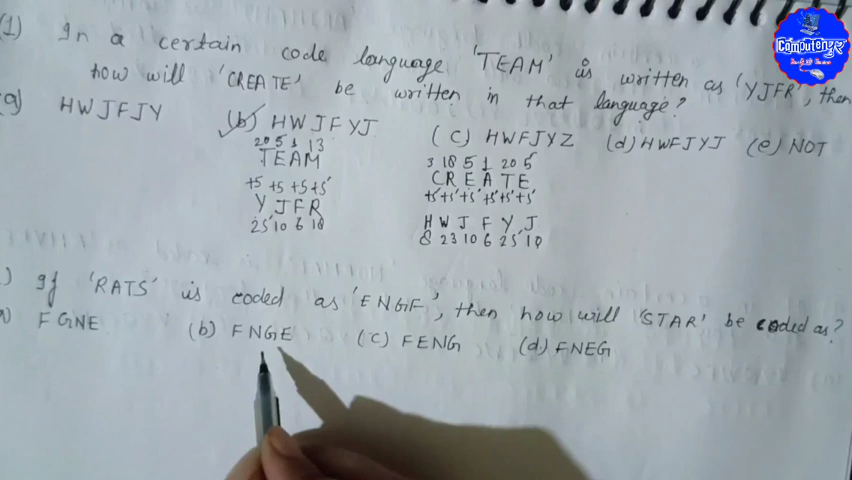 (1) In a certain code language 'TEAM' is written as 'YJFR', then
how will 'CREATE' be written in that language?
(a) HWJFJY (b) HWJFYJ (C) HWFJYZ (d) HWFJYJ (e) NOT
20 5 1 13 3 18 5 1 20 5
TEAM CREATE
+5 +5 +5 +5 +5 +5 +5 +5 +5 +5
YJFR HWJFYJ
25 10 6 18 8 23 10 6 25 10
) If 'RATS' is coded as 'ENGF', then how will 'STAR' be coded as?
a) FGNE (b) FNGE (C) FENG (d) FNEG
Computengr